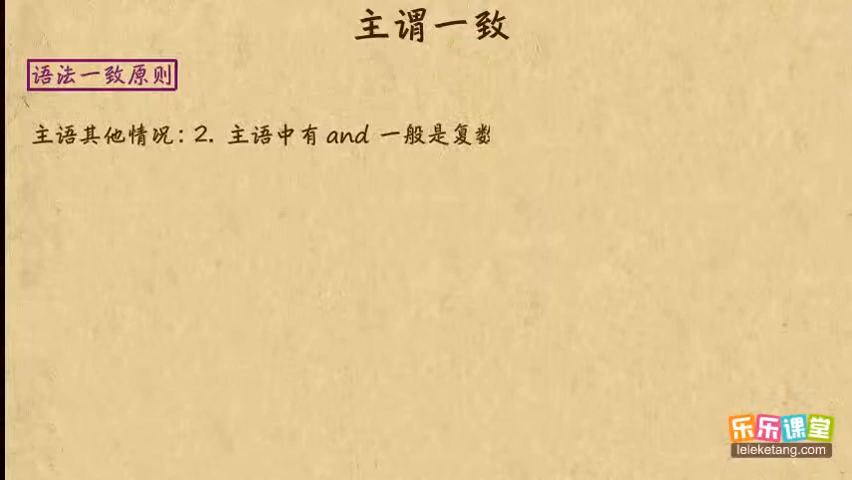 主谓一致
语法一致原则
主语其他情况：2. 主语中有 and 一般是复数
乐乐课堂
leleketang.com